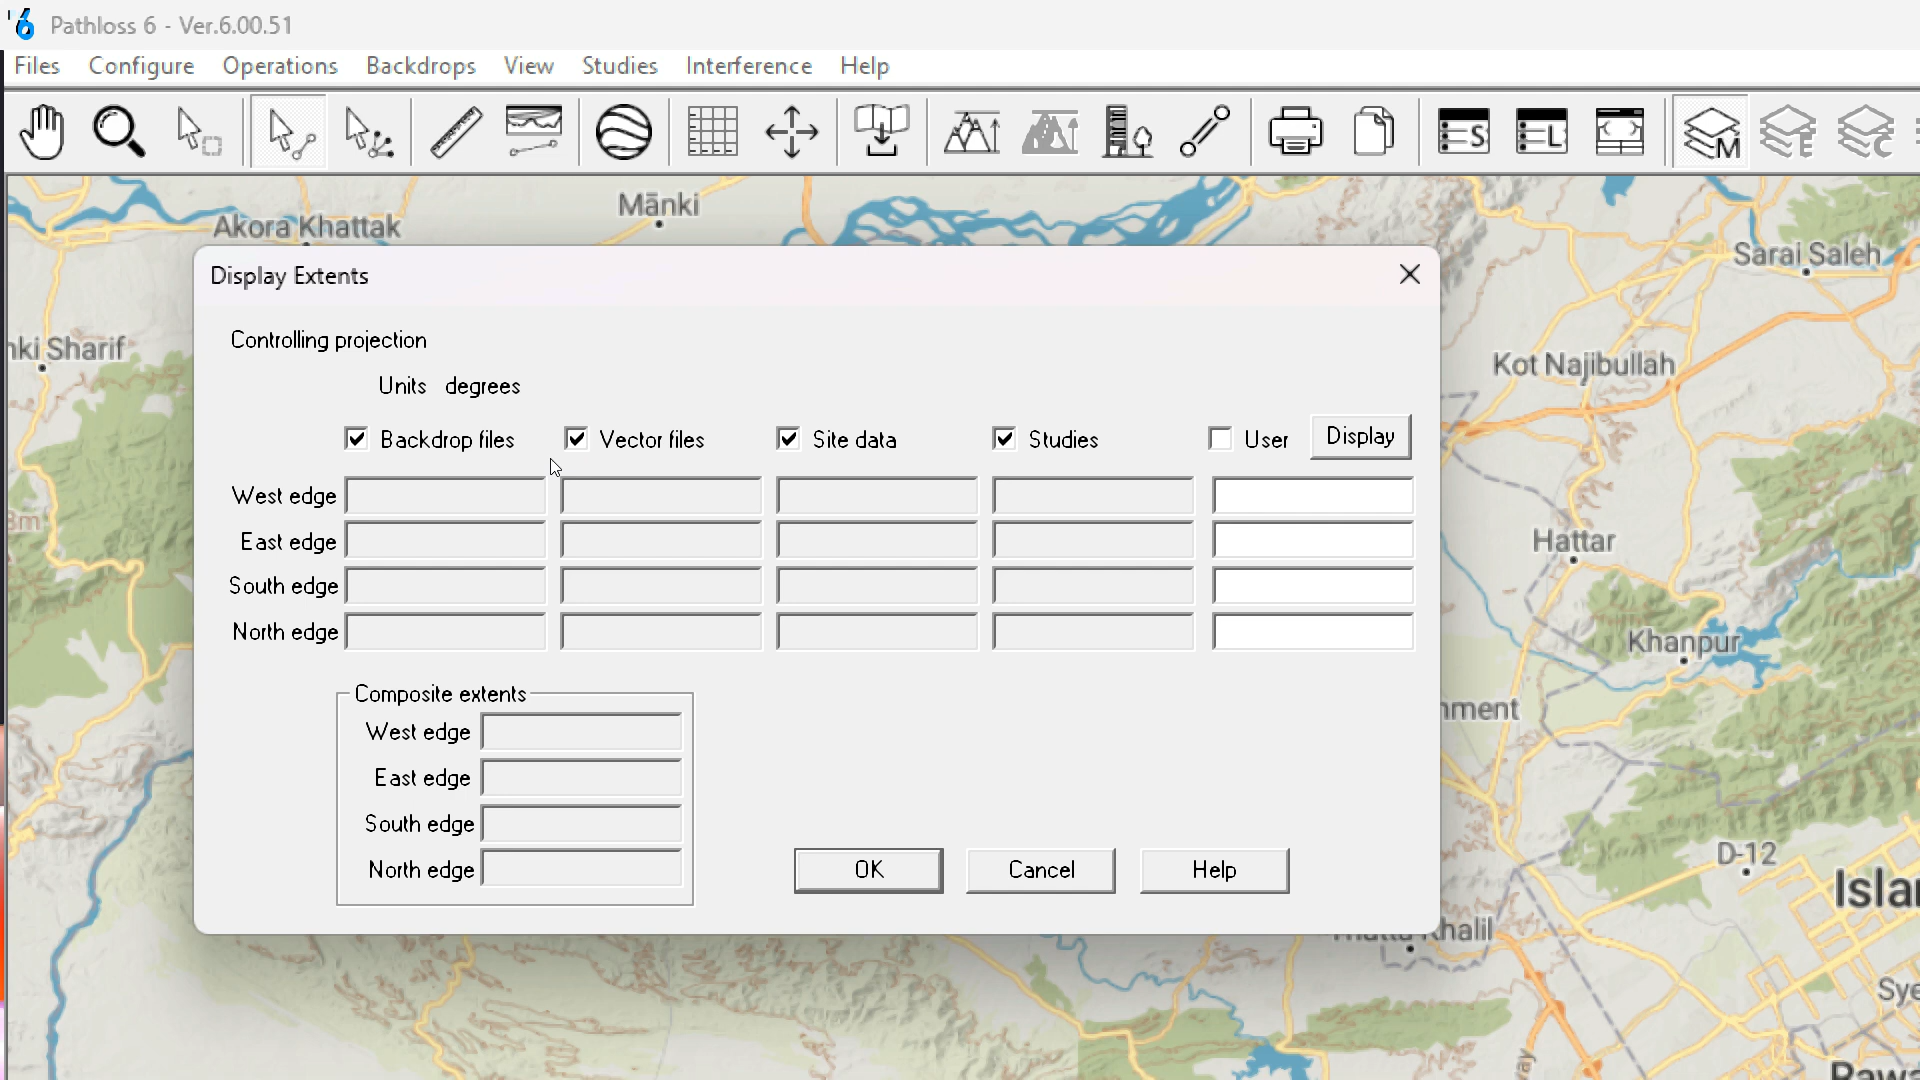 Pathloss 6 - Ver.6.00.51
Files Configure Operations Backdrops View Studies Interference Help
S L M E C
Mānki
Akora Khattak
Sarai Saleh
Display Extents
Controlling projection
nki Sharif
Kot Najibullah
Units degrees
Backdrop files Vector files Site data Studies User Display
West edge
3m
East edge
Hattar
South edge
North edge
Khanpur
Composite extents
nment
West edge
East edge
South edge
D-12
North edge
OK Cancel Help
Islar
Khalil
Sye
Rawa